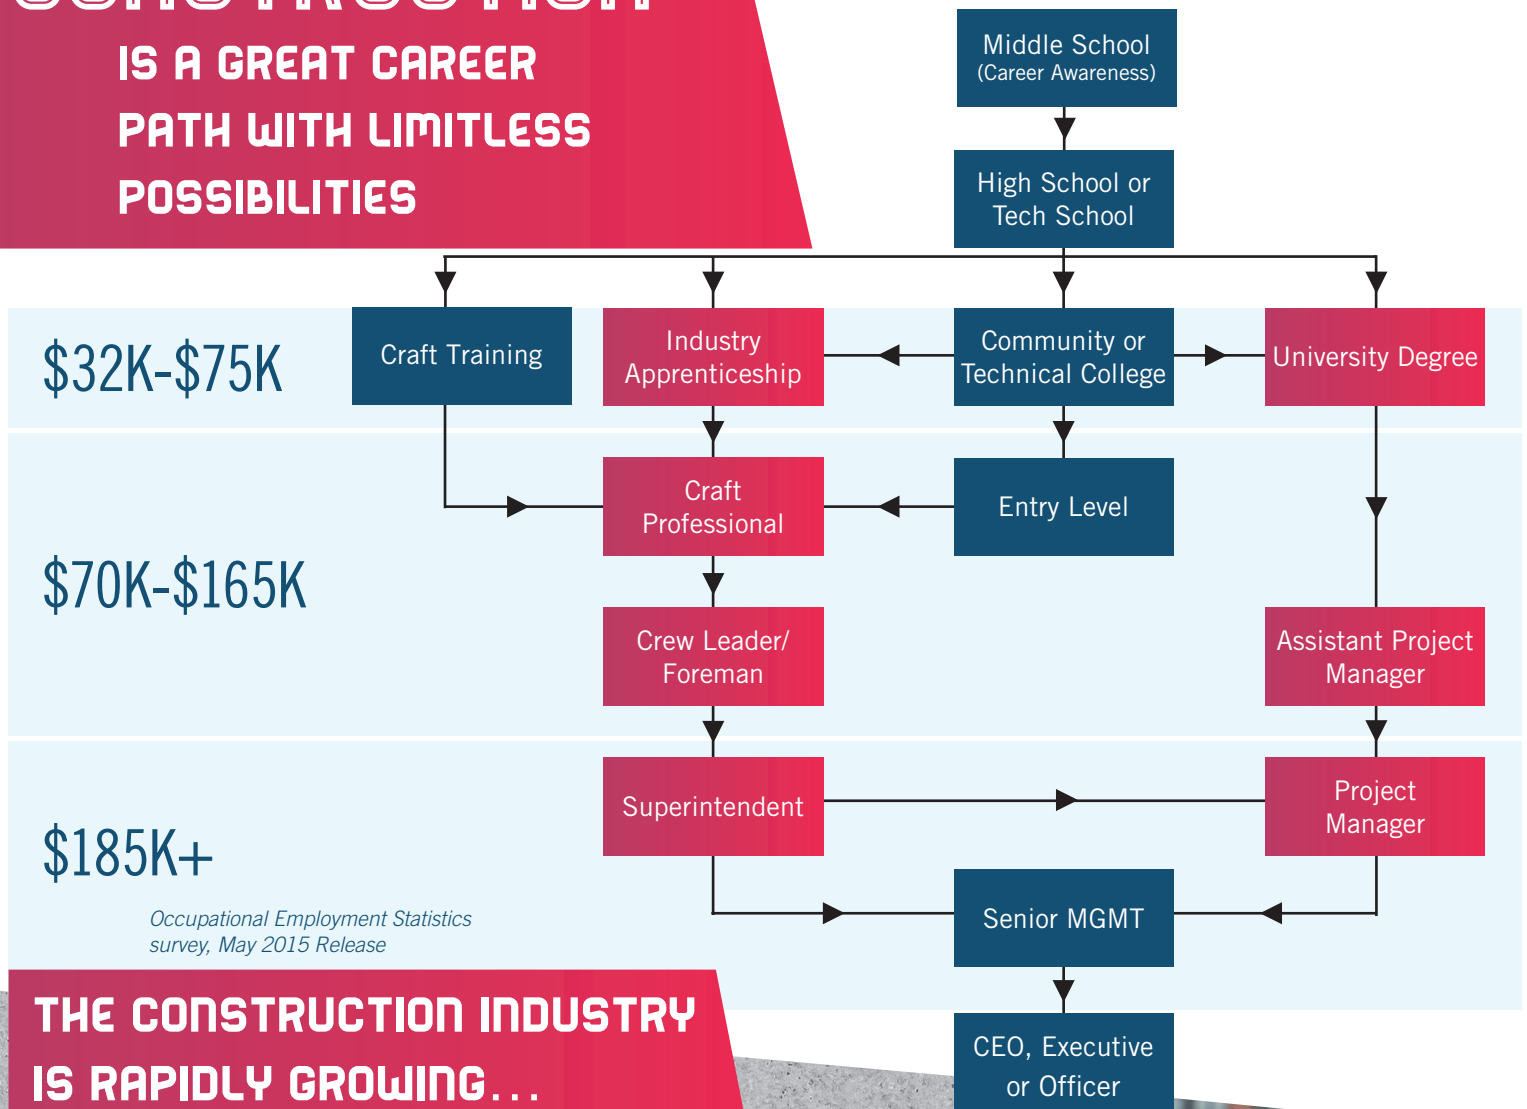 CONSTRUCTION
IS A GREAT CAREER
PATH WITH LIMITLESS
POSSIBILITIES
Middle School
(Career Awareness)
High School or
Tech School
$32K-$75K
Craft Training
Industry
Apprenticeship
Community or
Technical College
University Degree
$70K-$165K
Craft
Professional
Entry Level
Crew Leader/
Foreman
Assistant Project
Manager
$185K+
Superintendent
Project
Manager
Occupational Employment Statistics
survey, May 2015 Release
Senior MGMT
CEO, Executive
or Officer
THE CONSTRUCTION INDUSTRY
IS RAPIDLY GROWING...